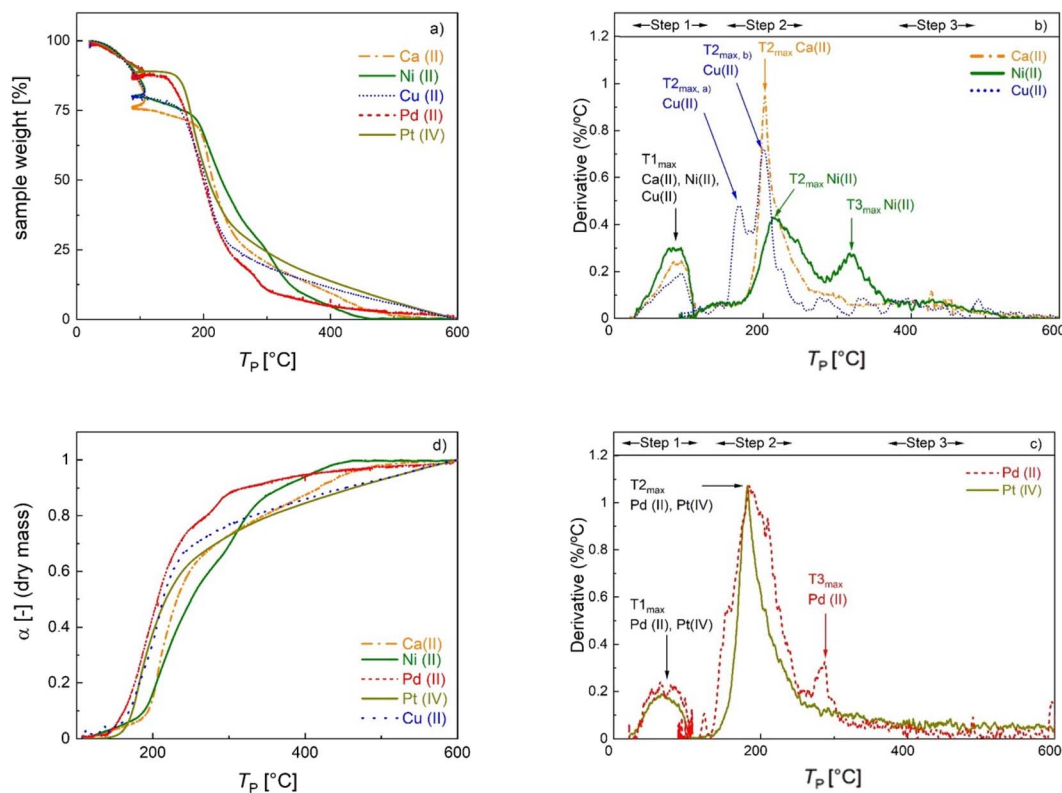 a)
100
75
50
25
0
sample weight [%]
Ca (II)
Ni (II)
Cu (II)
Pd (II)
Pt (IV)
0
200
400
600
TP [°C]
Step 1
Step 2
Step 3
b)
1.2
1
0.8
0.6
0.4
0.2
0
Derivative (%/ºC)
T2max, b)
Cu(II)
T2max Ca(II)
T2max, a)
Cu(II)
T1max
Ca(II), Ni(II),
Cu(II)
T2max Ni(II)
T3max Ni(II)
Ca(II)
Ni(II)
Cu(II)
0
200
400
600
TP [°C]
d)
1
0.8
0.6
0.4
0.2
0
α [-] (dry mass)
Ca(II)
Ni (II)
Pd (II)
Pt (IV)
Cu (II)
200
400
600
TP [°C]
Step 1
Step 2
Step 3
c)
1.2
1
0.8
0.6
0.4
0.2
0
Derivative (%/ºC)
Pd (II)
Pt(IV)
T2max
Pd (II), Pt(IV)
T3max
Pd (II)
T1max
Pd (II), Pt(IV)
0
200
400
600
TP [°C]